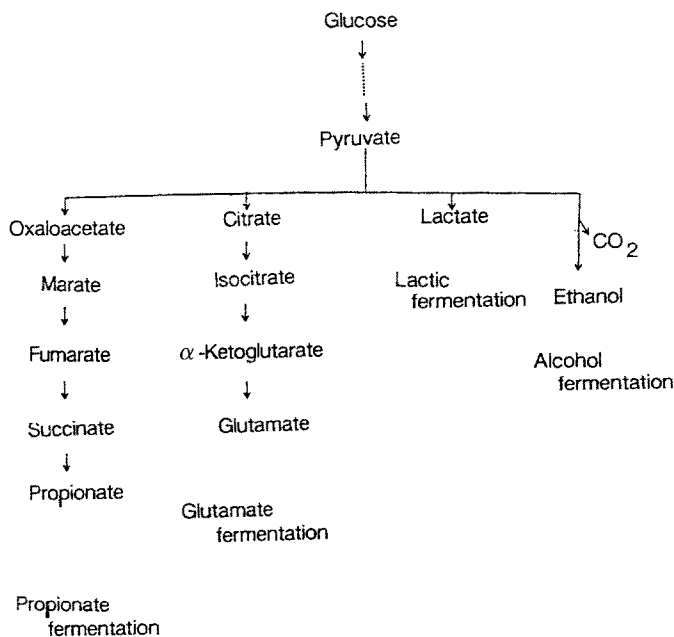 Glucose
Pyruvate
Oxaloacetate
Marate
Fumarate
Succinate
Propionate
Propionate
fermentation
Citrate
Isocitrate
α-Ketoglutarate
Glutamate
Glutamate
fermentation
Lactate
Lactic
fermentation
CO2
Ethanol
Alcohol
fermentation